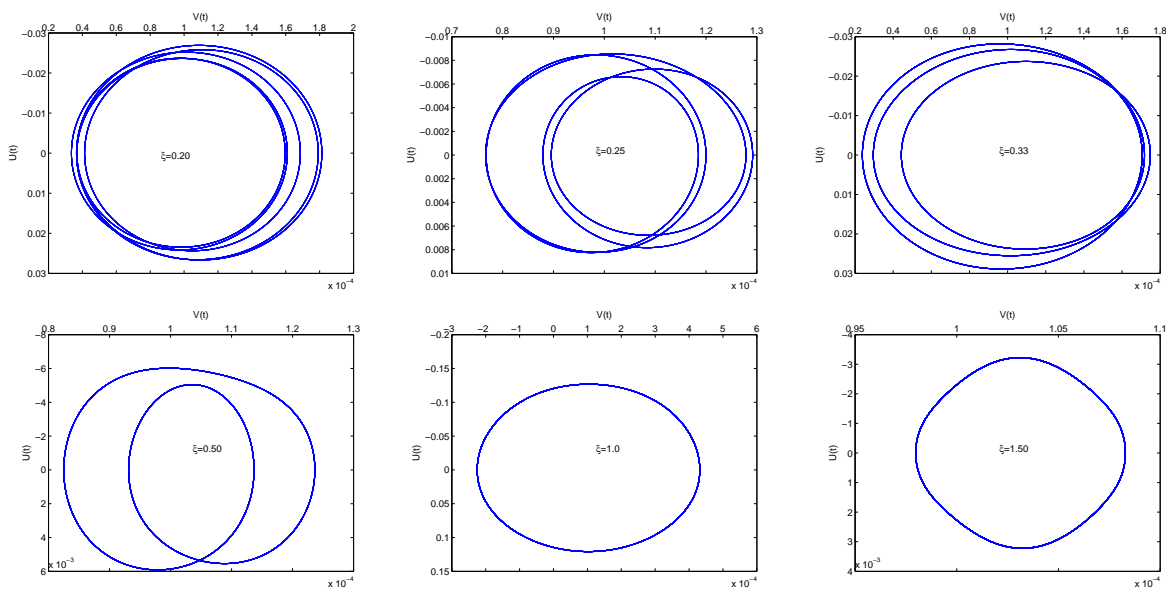 V(t)
0.2 0.4 0.6 0.8 1 1.2 1.4 1.6 1.8 2
−0.03
−0.02
−0.01
0
0.01
0.02
0.03
U(t)
ξ=0.20
x 10⁻⁴
V(t)
0.7 0.8 0.9 1 1.1 1.2 1.3
−0.01
−0.008
−0.006
−0.004
−0.002
0
0.002
0.004
0.006
0.008
0.01
U(t)
ξ=0.25
x 10⁻⁴
V(t)
0.2 0.4 0.6 0.8 1 1.2 1.4 1.6 1.8
−0.03
−0.02
−0.01
0
0.01
0.02
0.03
U(t)
ξ=0.33
x 10⁻⁴
V(t)
0.8 0.9 1 1.1 1.2 1.3
−8
−6
−4
−2
0
2
4
6
U(t)
ξ=0.50
x 10⁻³
x 10⁻⁴
V(t)
−3 −2 −1 0 1 2 3 4 5 6
−0.2
−0.15
−0.1
−0.05
0
0.05
0.1
0.15
U(t)
ξ=1.0
x 10⁻⁴
V(t)
0.95 1 1.05 1.1
−4
−3
−2
−1
0
1
2
3
4
U(t)
ξ=1.50
x 10⁻³
x 10⁻⁴